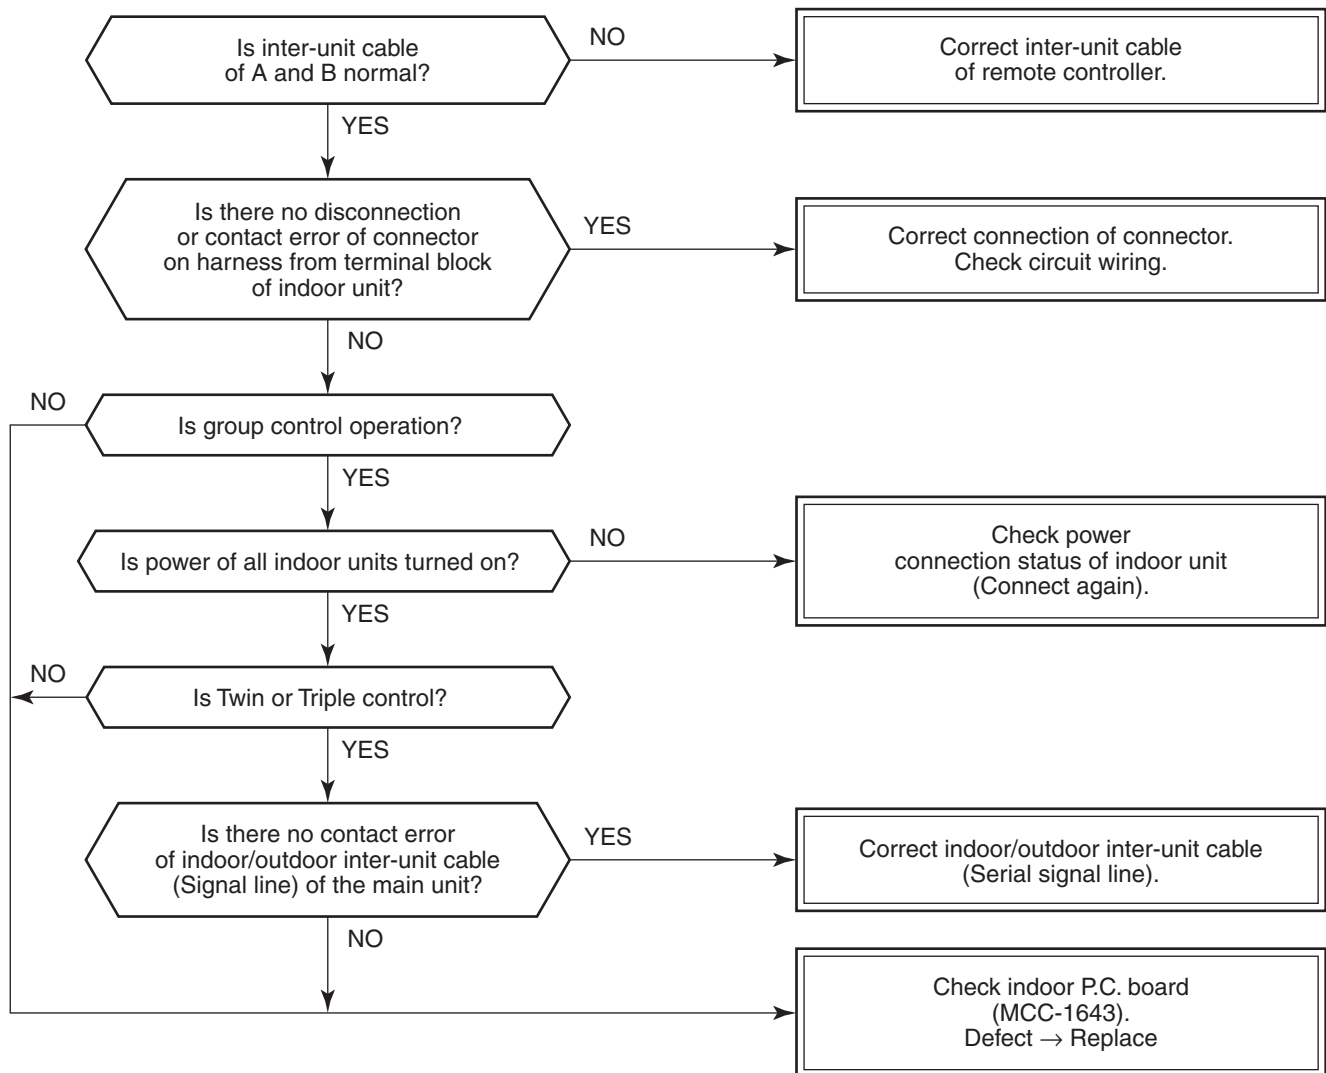 Is inter-unit cable
of A and B normal?
NO
Correct inter-unit cable
of remote controller.
YES
Is there no disconnection
or contact error of connector
on harness from terminal block
of indoor unit?
YES
Correct connection of connector.
Check circuit wiring.
NO
NO
Is group control operation?
YES
Is power of all indoor units turned on?
NO
Check power
connection status of indoor unit
(Connect again).
YES
NO
Is Twin or Triple control?
YES
Is there no contact error
of indoor/outdoor inter-unit cable
(Signal line) of the main unit?
YES
Correct indoor/outdoor inter-unit cable
(Serial signal line).
NO
Check indoor P.C. board
(MCC-1643).
Defect → Replace